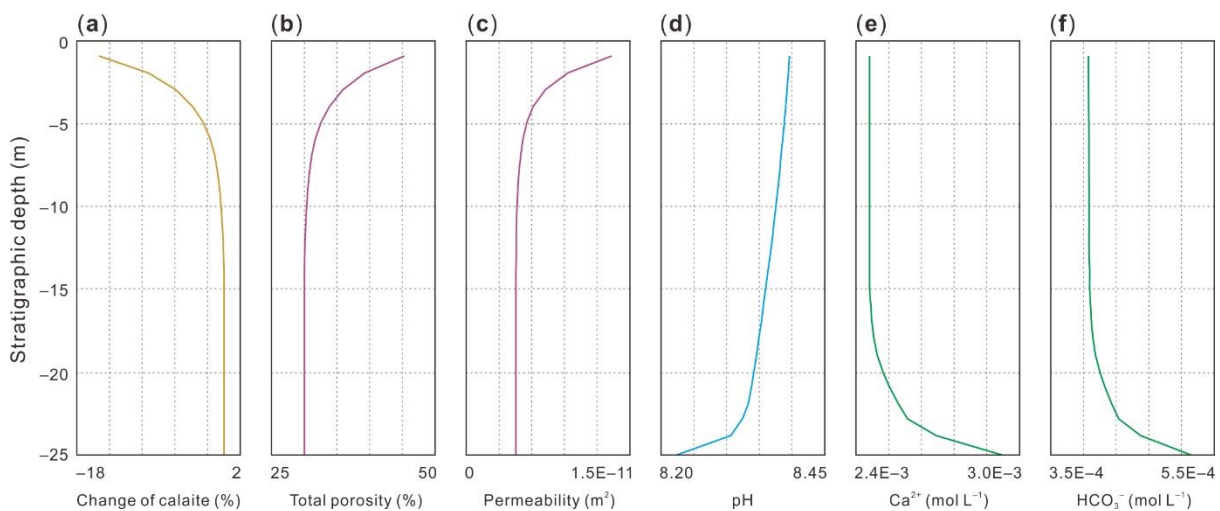 (a) (b) (c) (d) (e) (f)
0
−5
−10
−15
−20
−25
Stratigraphic depth (m)
−18 2 25 50 0 1.5E−11 8.20 8.45 2.4E−3 3.0E−3 3.5E−4 5.5E−4
Change of calaite (%) Total porosity (%) Permeability (m²) pH Ca²⁺ (mol L⁻¹) HCO₃⁻ (mol L⁻¹)